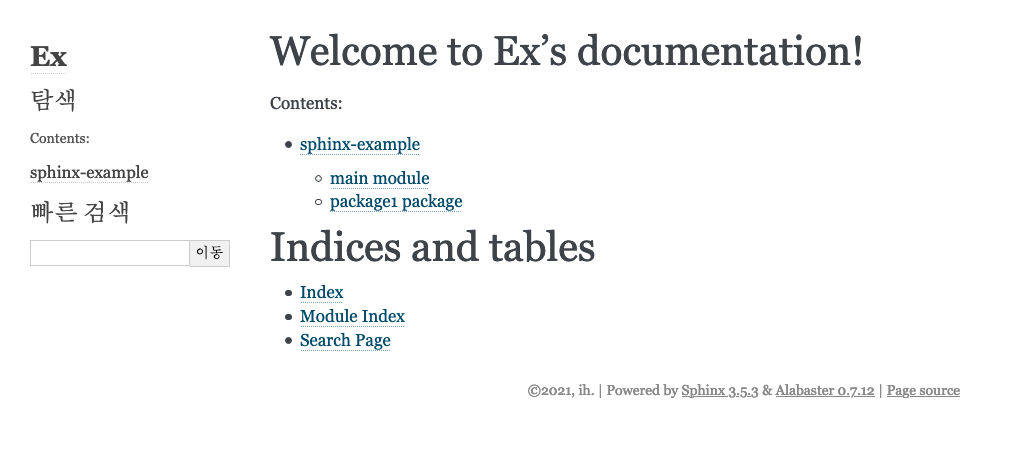 Ex
탐색
Contents:
sphinx-example
빠른 검색
이동
Welcome to Ex’s documentation!
Contents:
sphinx-example
main module
package1 package
Indices and tables
Index
Module Index
Search Page
©2021, ih. | Powered by Sphinx 3.5.3 & Alabaster 0.7.12 | Page source